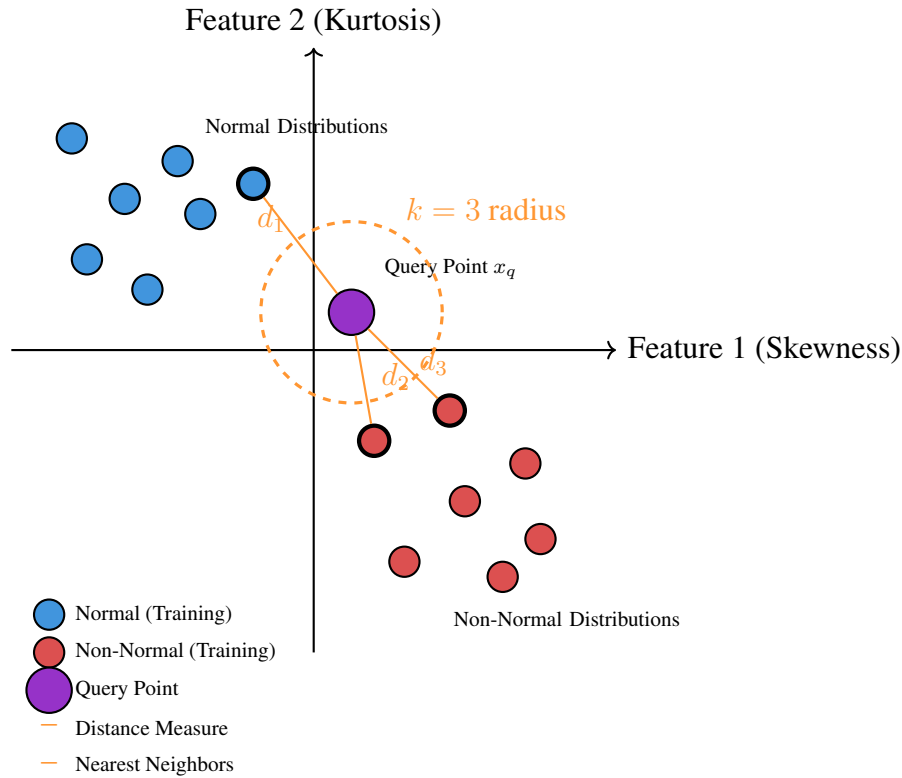 Feature 2 (Kurtosis)
Normal Distributions
d₁
k = 3 radius
Query Point x_q
Feature 1 (Skewness)
d₃
d₂
Non-Normal Distributions
Normal (Training)
Non-Normal (Training)
Query Point
Distance Measure
Nearest Neighbors